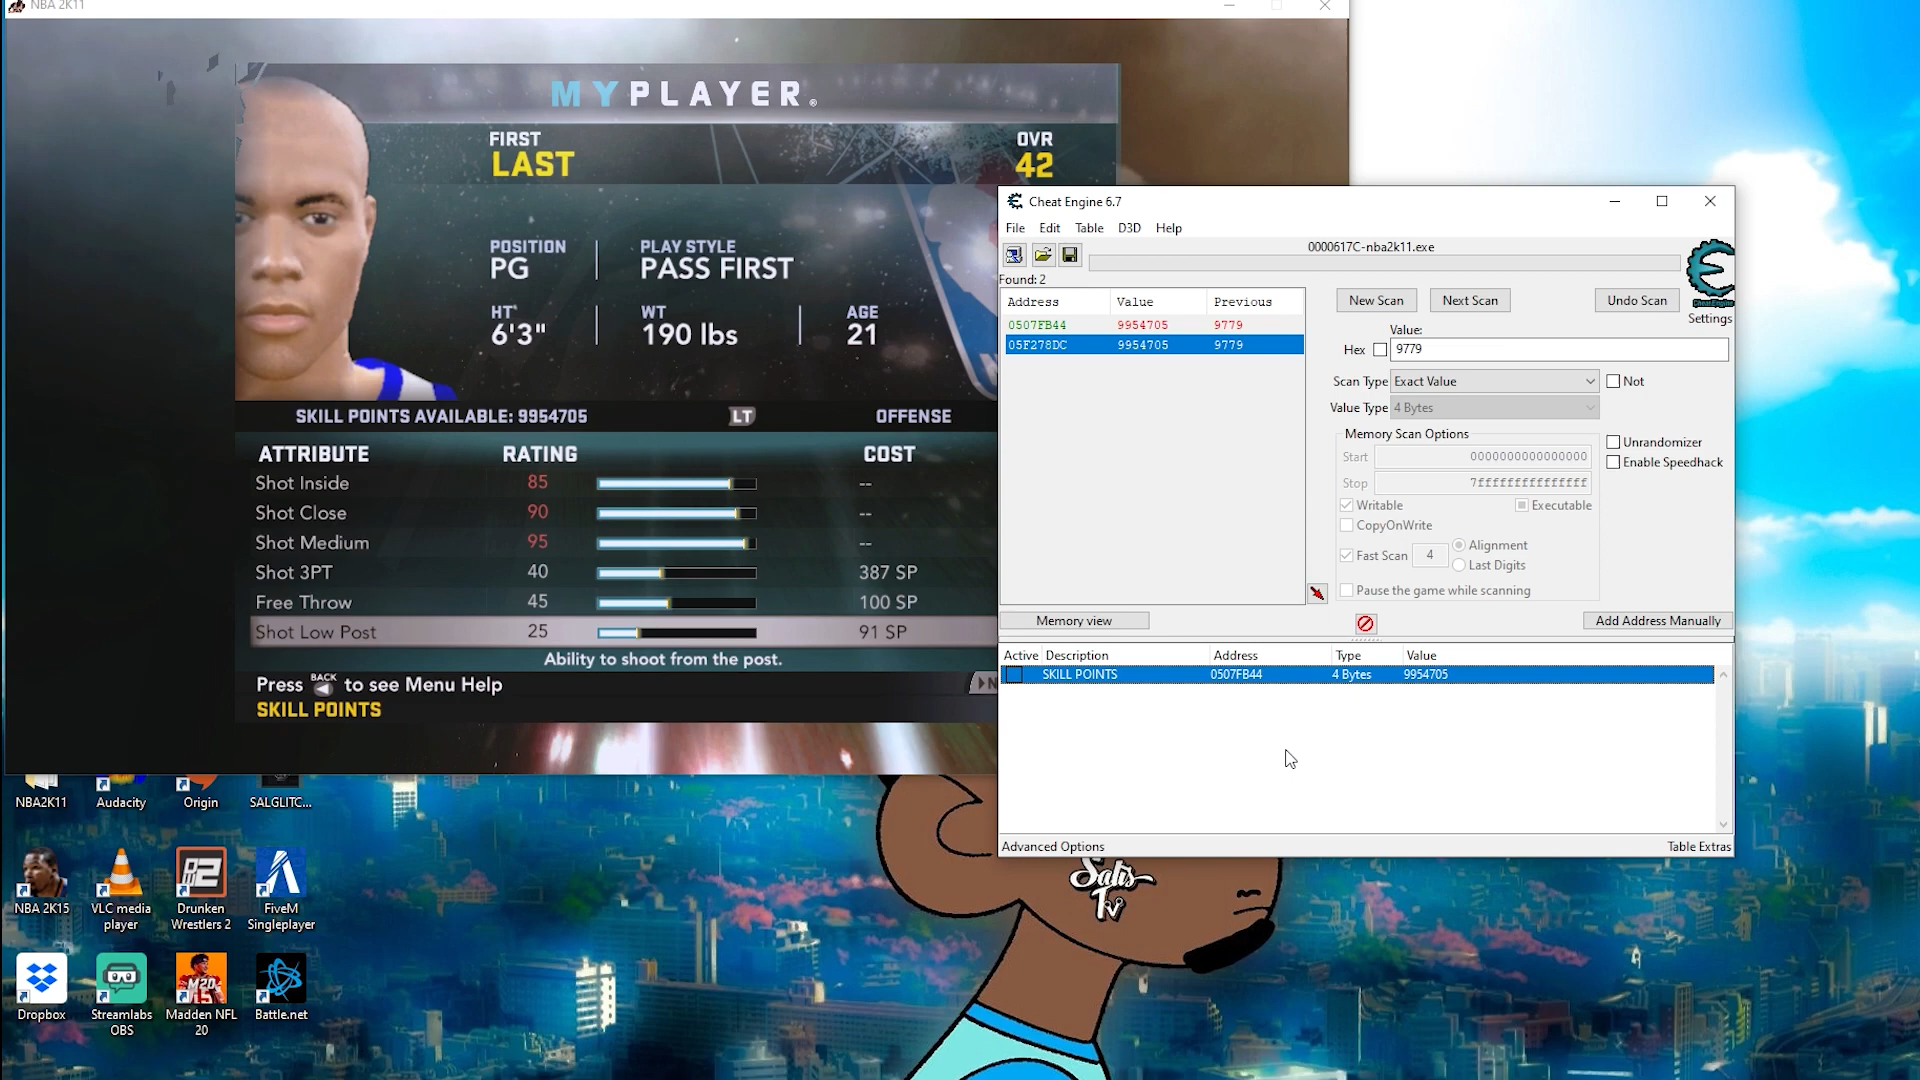 NBA 2K11
MYPLAYER®
FIRST
LAST
OVR
42
POSITION
PG
PLAY STYLE
PASS FIRST
HT
6'3"
WT
190 lbs
AGE
21
SKILL POINTS AVAILABLE: 9954705
LT
OFFENSE
ATTRIBUTE RATING COST
Shot Inside 85 --
Shot Close 90 --
Shot Medium 95 --
Shot 3PT 40 387 SP
Free Throw 45 100 SP
Shot Low Post 25 91 SP
Ability to shoot from the post.
Press BACK to see Menu Help
SKILL POINTS
Cheat Engine 6.7
File Edit Table D3D Help
0000617C-nba2k11.exe
Found: 2
Address Value Previous
0507FB44 9954705 9779
05F278DC 9954705 9779
New Scan Next Scan Undo Scan
Cheat Engine
Settings
Value:
Hex 9779
Scan Type Exact Value Not
Value Type 4 Bytes
Memory Scan Options
Start 0000000000000000
Stop 7fffffffffffffff
Writable Executable
CopyOnWrite
Fast Scan 4 Alignment
Last Digits
Pause the game while scanning
Unrandomizer
Enable Speedhack
Memory view
Add Address Manually
Active Description Address Type Value
SKILL POINTS 0507FB44 4 Bytes 9954705
Advanced Options
Table Extras
Satis
Tv
NBA2K11 Audacity Origin SALGLITC...
NBA 2K15
VLC media
player
Drunken
Wrestlers 2
FiveM
Singleplayer
Dropbox
Streamlabs
OBS
Madden NFL
20
Battle.net